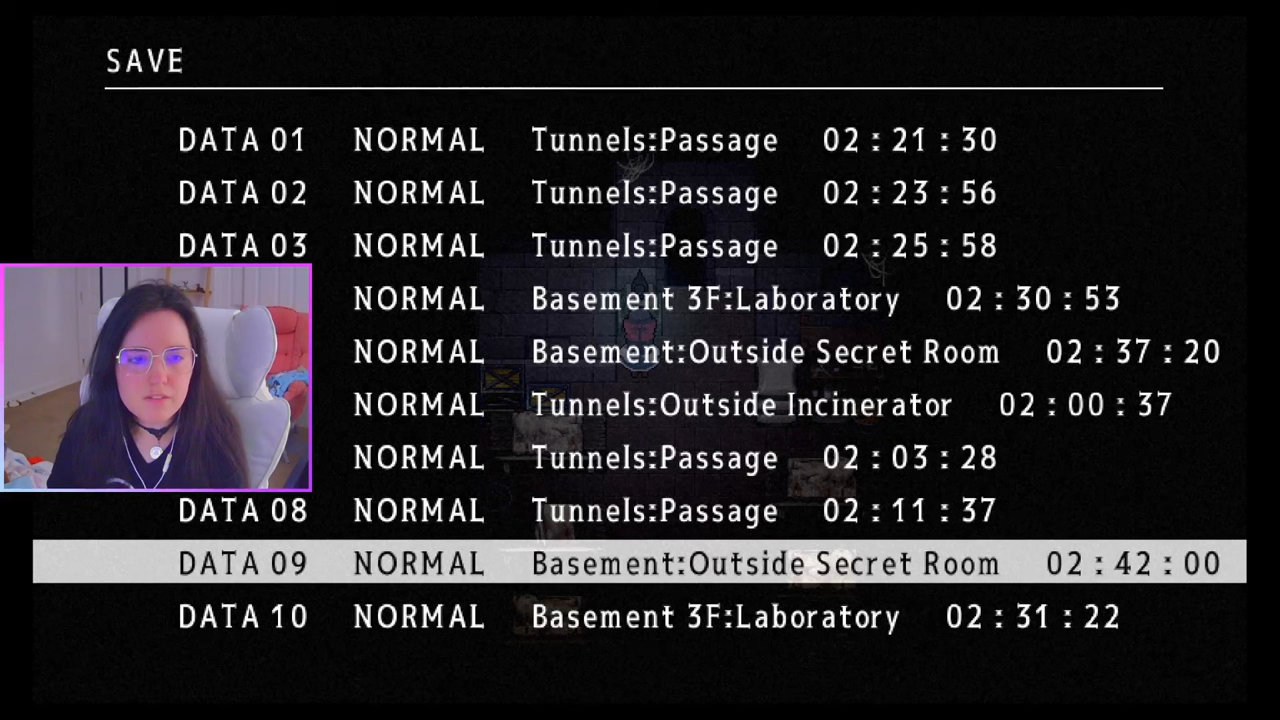 SAVE
DATA 01 NORMAL Tunnels:Passage 02:21:30
DATA 02 NORMAL Tunnels:Passage 02:23:56
DATA 03 NORMAL Tunnels:Passage 02:25:58
NORMAL Basement 3F:Laboratory 02:30:53
NORMAL Basement:Outside Secret Room 02:37:20
NORMAL Tunnels:Outside Incinerator 02:00:37
NORMAL Tunnels:Passage 02:03:28
DATA 08 NORMAL Tunnels:Passage 02:11:37
DATA 09 NORMAL Basement:Outside Secret Room 02:42:00
DATA 10 NORMAL Basement 3F:Laboratory 02:31:22